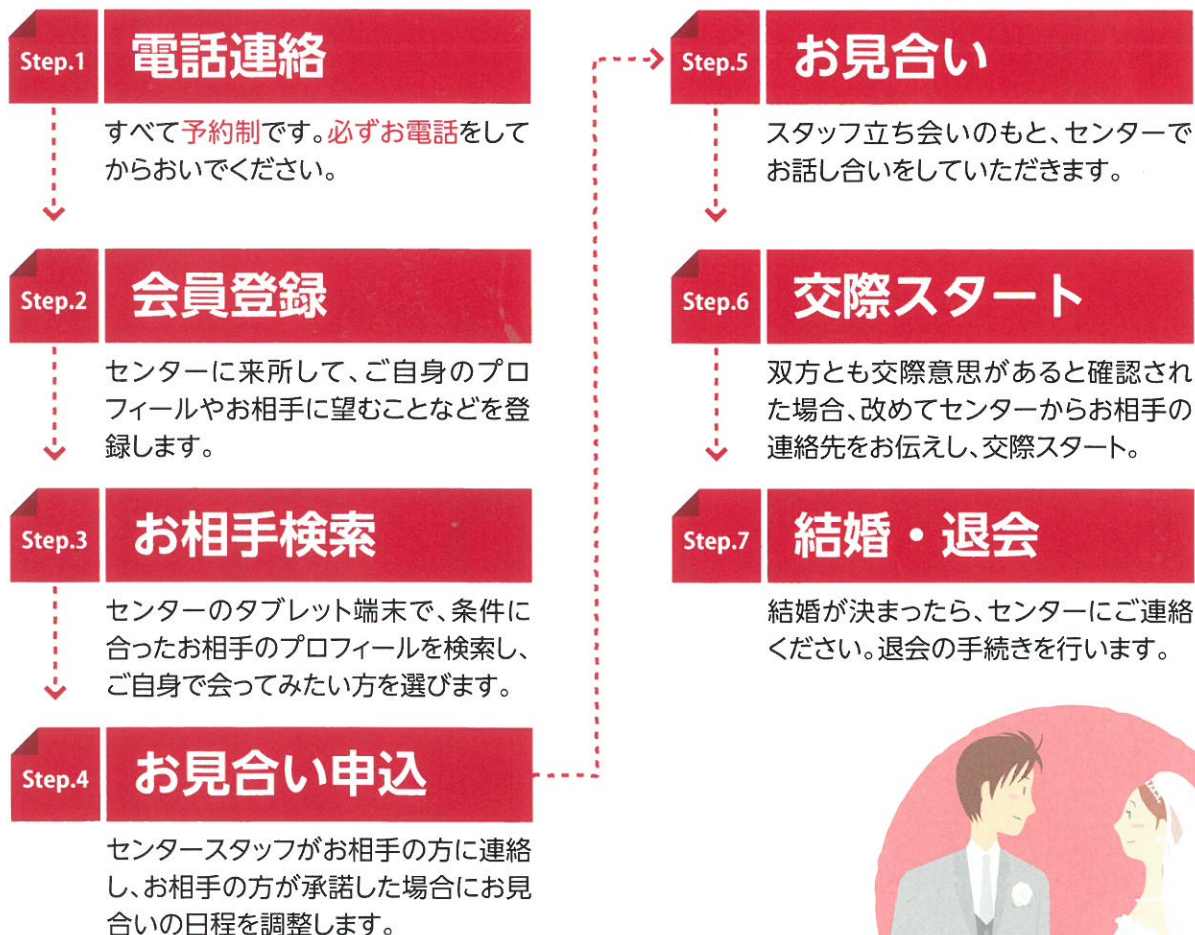 Step.1 電話連絡
すべて予約制です。必ずお電話をして
からおいでください。
Step.2 会員登録
センターに来所して、ご自身のプロ
フィールやお相手に望むことなどを登
録します。
Step.3 お相手検索
センターのタブレット端末で、条件に
合ったお相手のプロフィールを検索し、
ご自身で会ってみたい方を選びます。
Step.4 お見合い申込
センタースタッフがお相手の方に連絡
し、お相手の方が承諾した場合にお見
合いの日程を調整します。
Step.5 お見合い
スタッフ立ち会いのもと、センターで
お話し合いをしていただきます。
Step.6 交際スタート
双方とも交際意思があると確認され
た場合、改めてセンターからお相手の
連絡先をお伝えし、交際スタート。
Step.7 結婚・退会
結婚が決まったら、センターにご連絡
ください。退会の手続きを行います。